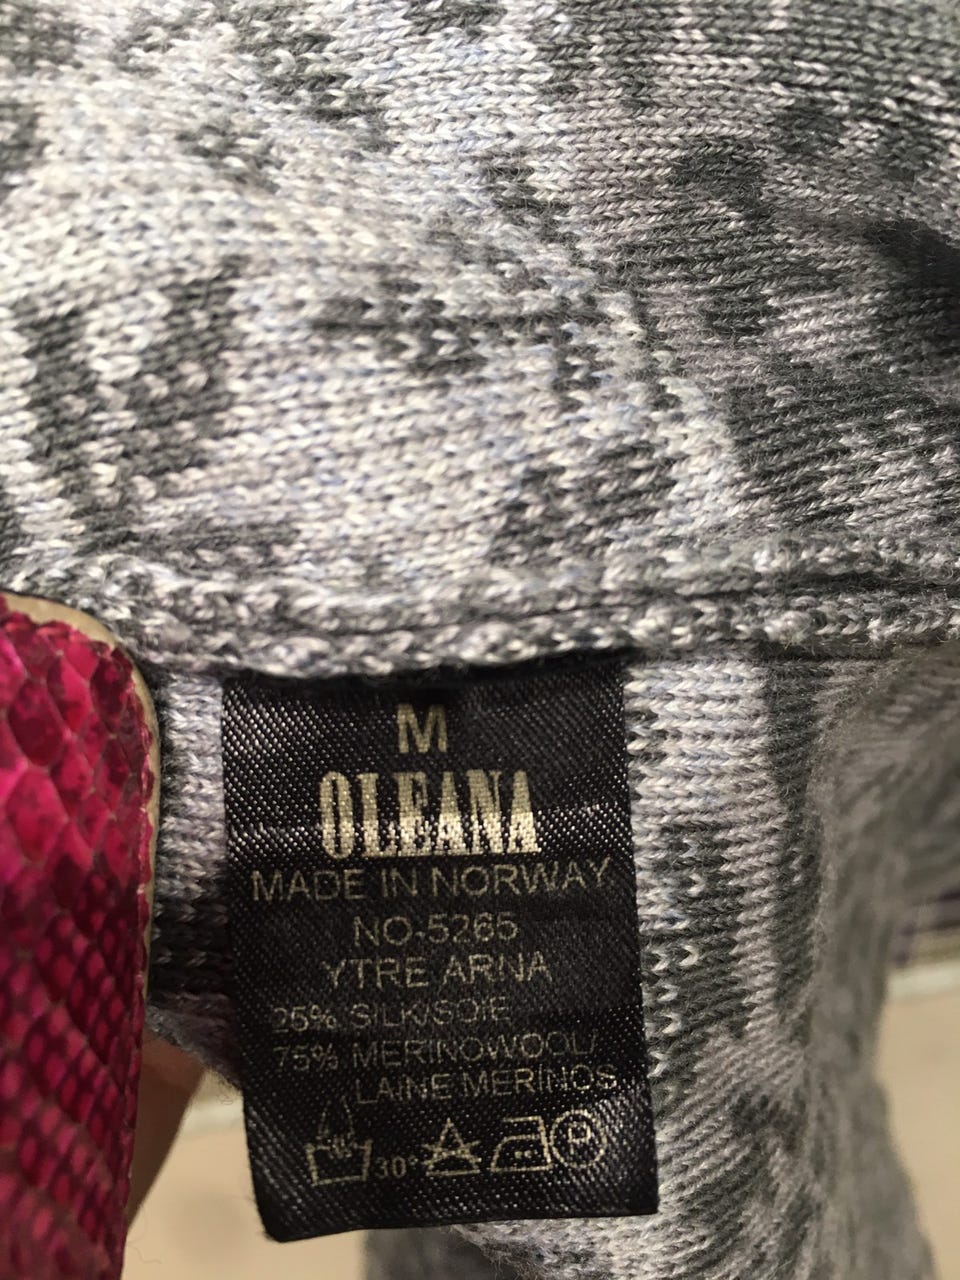 M
OLEANA
MADE IN NORWAY
NO-5265
YTRE ARNA
25% SILK/SOIE
75% MERINOWOOL/
LAINE MERINOS
30° P